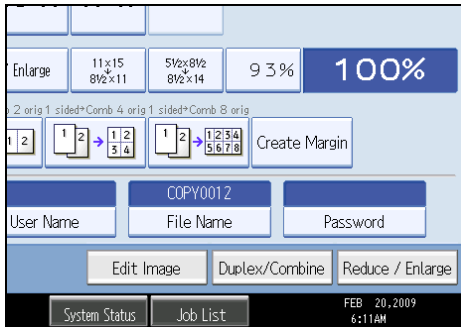 Enlarge 11×15 5½×8½ 93% 100%
8½×11 8½×14
2 orig 1 sided→Comb 4 orig 1 sided→Comb 8 orig
1 2 1 2 → 1 2 3 4 1 2 → 1 2 3 4 5 6 7 8 Create Margin
COPY0012
User Name File Name Password
Edit Image Duplex/Combine Reduce / Enlarge
System Status Job List FEB 20,2009
6:11AM